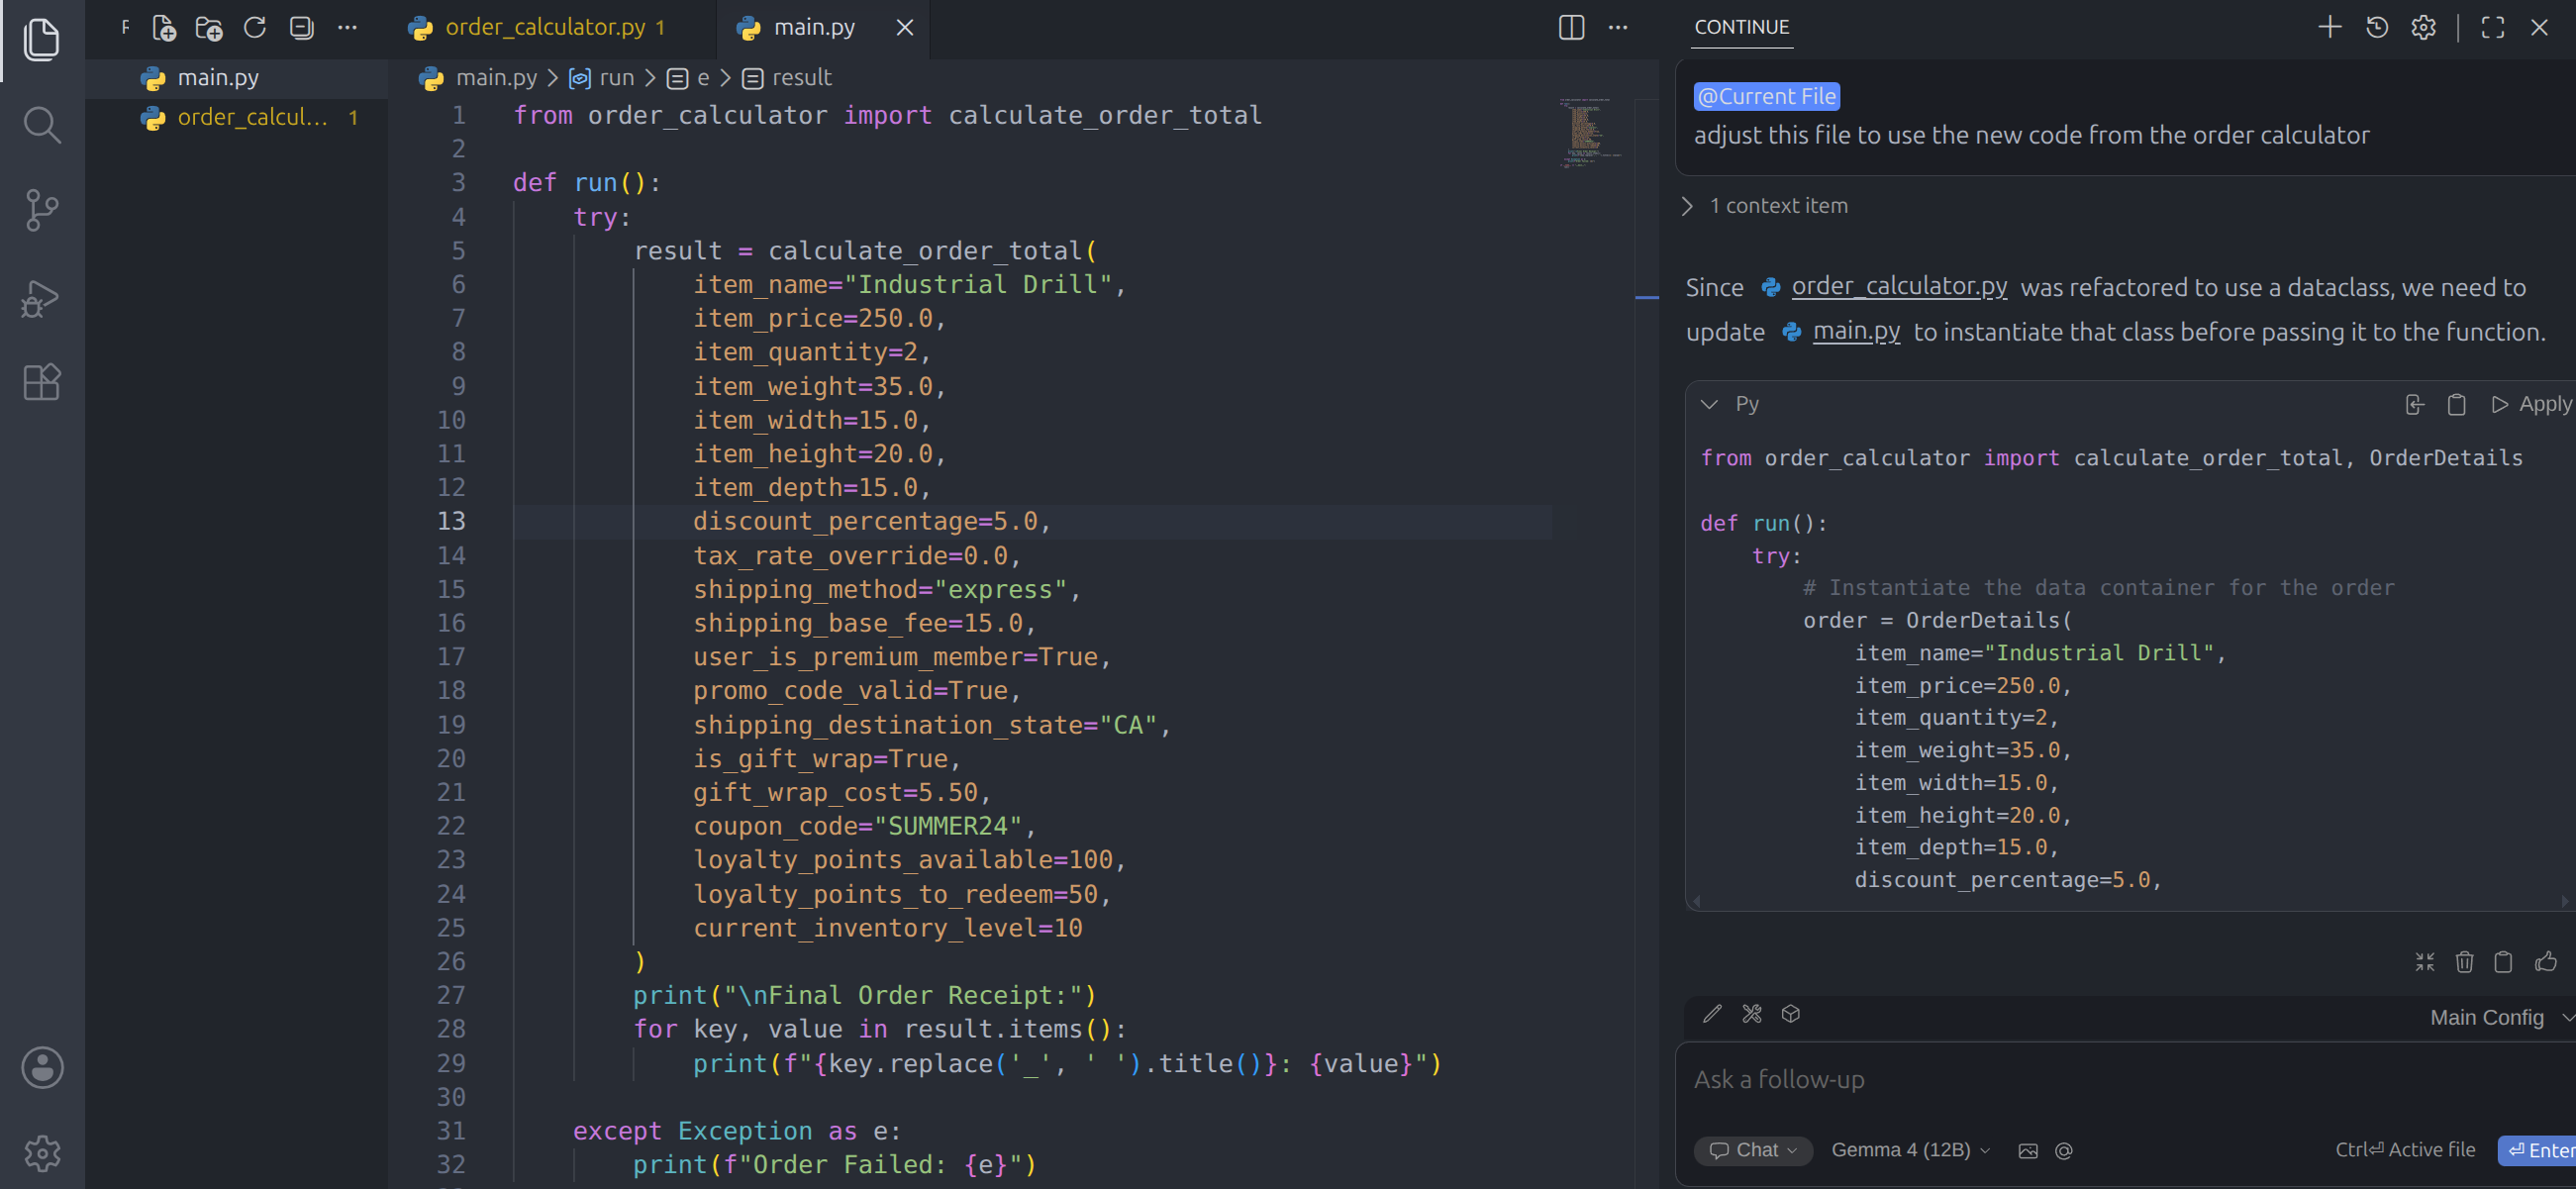 order_calculator.py 1
main.py
main.py
order_calcul... 1
main.py > run > e > result
1 from order_calculator import calculate_order_total
2
3 def run():
4 try:
5 result = calculate_order_total(
6 item_name="Industrial Drill",
7 item_price=250.0,
8 item_quantity=2,
9 item_weight=35.0,
10 item_width=15.0,
11 item_height=20.0,
12 item_depth=15.0,
13 discount_percentage=5.0,
14 tax_rate_override=0.0,
15 shipping_method="express",
16 shipping_base_fee=15.0,
17 user_is_premium_member=True,
18 promo_code_valid=True,
19 shipping_destination_state="CA",
20 is_gift_wrap=True,
21 gift_wrap_cost=5.50,
22 coupon_code="SUMMER24",
23 loyalty_points_available=100,
24 loyalty_points_to_redeem=50,
25 current_inventory_level=10
26 )
27 print("\nFinal Order Receipt:")
28 for key, value in result.items():
29 print(f"{key.replace('_', ' ').title()}: {value}")
30
31 except Exception as e:
32 print(f"Order Failed: {e}")
CONTINUE
@Current File
adjust this file to use the new code from the order calculator
1 context item
Since order_calculator.py was refactored to use a dataclass, we need to
update main.py to instantiate that class before passing it to the function.
Py
Apply
from order_calculator import calculate_order_total, OrderDetails
def run():
try:
# Instantiate the data container for the order
order = OrderDetails(
item_name="Industrial Drill",
item_price=250.0,
item_quantity=2,
item_weight=35.0,
item_width=15.0,
item_height=20.0,
item_depth=15.0,
discount_percentage=5.0,
Main Config
Ask a follow-up
Chat
Gemma 4 (12B)
Ctrl⏎ Active file
⏎ Enter